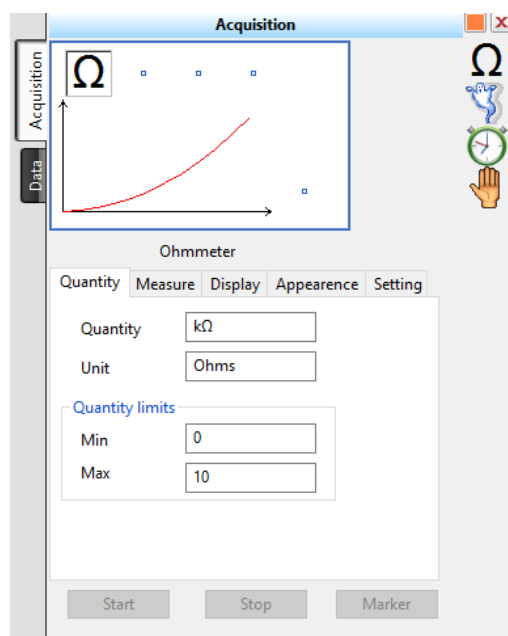 Acquisition
Acquisition
Data
Ω
Ω
Ohmmeter
Quantity Measure Display Appearence Setting
Quantity kΩ
Unit Ohms
Quantity limits
Min 0
Max 10
Start Stop Marker